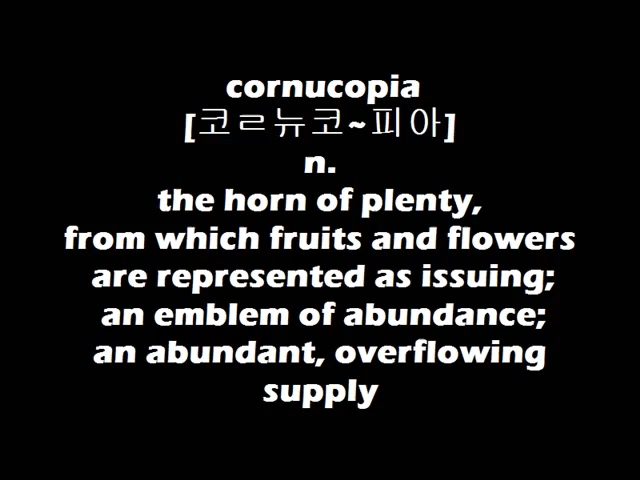 cornucopia
[코르뉴코~피아]
n.
the horn of plenty,
from which fruits and flowers
are represented as issuing;
an emblem of abundance;
an abundant, overflowing
supply